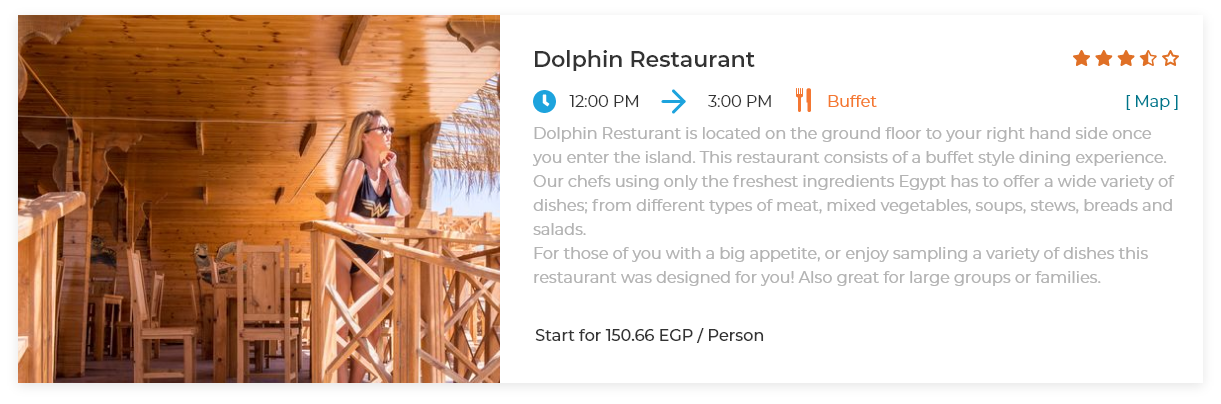 Dolphin Restaurant
12:00 PM 3:00 PM Buffet [ Map ]
Dolphin Resturant is located on the ground floor to your right hand side once
you enter the island. This restaurant consists of a buffet style dining experience.
Our chefs using only the freshest ingredients Egypt has to offer a wide variety of
dishes; from different types of meat, mixed vegetables, soups, stews, breads and
salads.
For those of you with a big appetite, or enjoy sampling a variety of dishes this
restaurant was designed for you! Also great for large groups or families.
Start for 150.66 EGP / Person